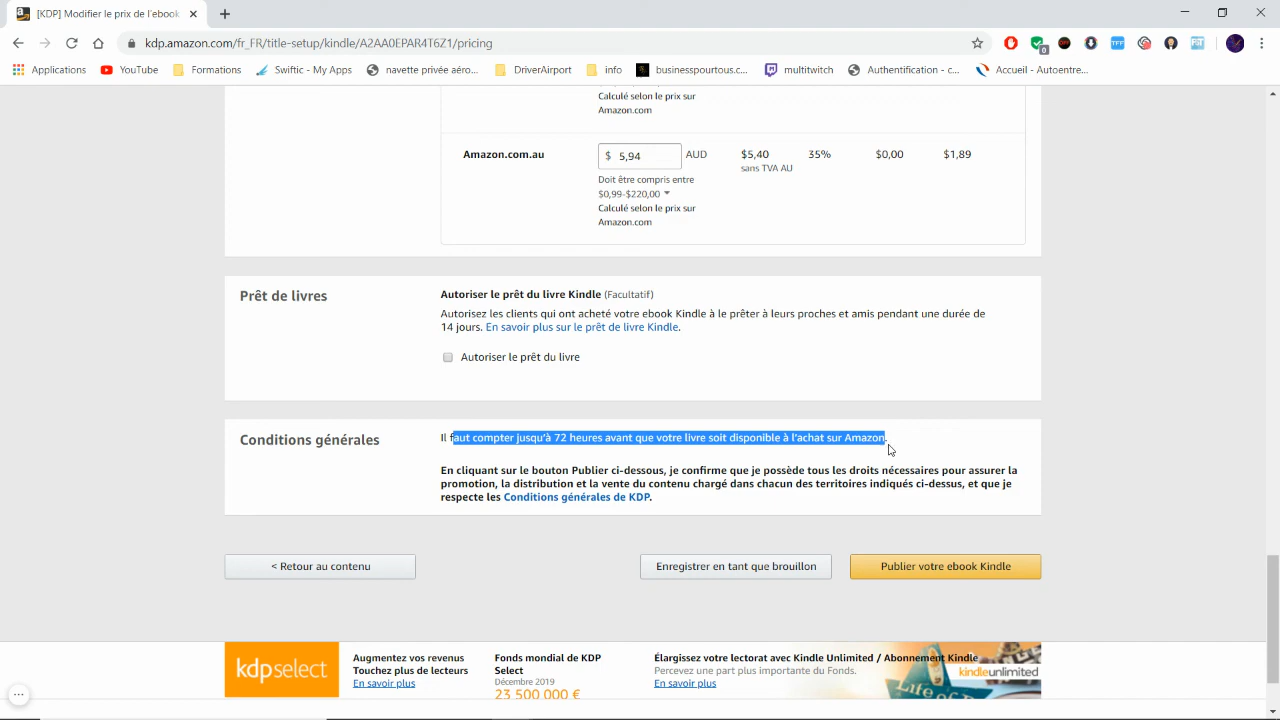 [KDP] Modifier le prix de l'ebook
kdp.amazon.com/fr_FR/title-setup/kindle/A2AA0EPAR4T6Z1/pricing
Applications YouTube Formations Swiftic - My Apps navette privée aéro... DriverAirport info businesspourtous.c... multitwitch Authentification - c... Accueil - Autoentre...
Calculé selon le prix sur
Amazon.com
Amazon.com.au $ 5,94 AUD $5,40 35% $0,00 $1,89
sans TVA AU
Doit être compris entre
$0,99-$220,00
Calculé selon le prix sur
Amazon.com
Prêt de livres
Autoriser le prêt du livre Kindle (Facultatif)
Autorisez les clients qui ont acheté votre ebook Kindle à le prêter à leurs proches et amis pendant une durée de
14 jours. En savoir plus sur le prêt de livre Kindle.
Autoriser le prêt du livre
Conditions générales
Il faut compter jusqu'à 72 heures avant que votre livre soit disponible à l'achat sur Amazon.
En cliquant sur le bouton Publier ci-dessous, je confirme que je possède tous les droits nécessaires pour assurer la
promotion, la distribution et la vente du contenu chargé dans chacun des territoires indiqués ci-dessus, et que je
respecte les Conditions générales de KDP.
< Retour au contenu Enregistrer en tant que brouillon Publier votre ebook Kindle
kdpselect
Augmentez vos revenus
Touchez plus de lecteurs
En savoir plus
Fonds mondial de KDP
Select
Décembre 2019
23 500 000 €
Élargissez votre lectorat avec Kindle Unlimited / Abonnement Kindle
Percevez une part plus importante du Fonds.
En savoir plus
kindleunlimited
Life of